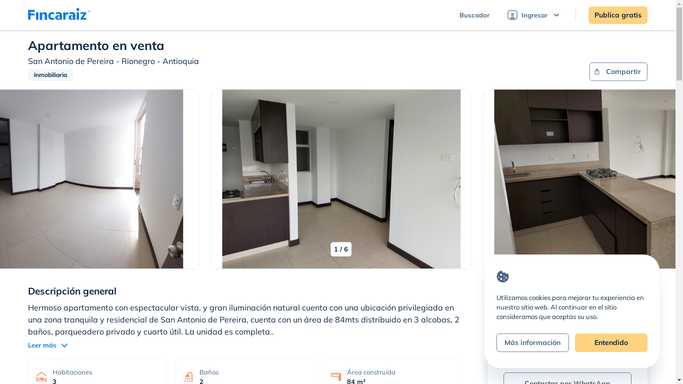 Fincaraiz
Buscador
Ingresar
Publica gratis
Apartamento en venta
San Antonio de Pereira - Rionegro - Antioquia
Inmobiliaria
Compartir
1 / 6
Descripción general
Hermoso apartamento con espectacular vista, y gran iluminación natural cuenta con una ubicación privilegiada en
una zona tranquila y residencial de San Antonio de Pereira, cuenta con un área de 84mts distribuido en 3 alcobas, 2
baños, parqueadero privado y cuarto útil. La unidad es completa..
Leer más
Habitaciones
3
Baños
2
Área construida
84 m²
Utilizamos cookies para mejorar tu experiencia en
nuestro sitio web. Al continuar en el sitio
consideramos que aceptas su uso.
Más información
Entendido
Contactar por WhatsApp